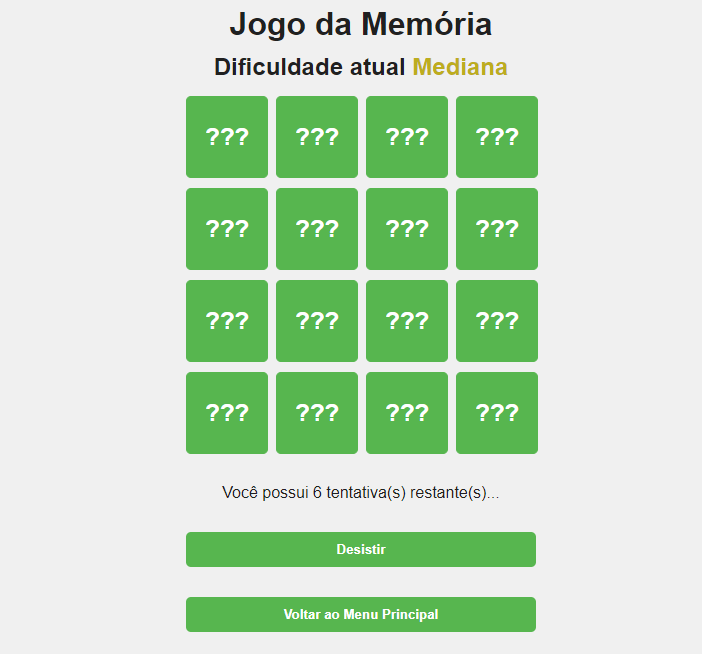 Jogo da Memória
Dificuldade atual Mediana
??? ??? ??? ???
??? ??? ??? ???
??? ??? ??? ???
??? ??? ??? ???
Você possui 6 tentativa(s) restante(s)...
Desistir
Voltar ao Menu Principal